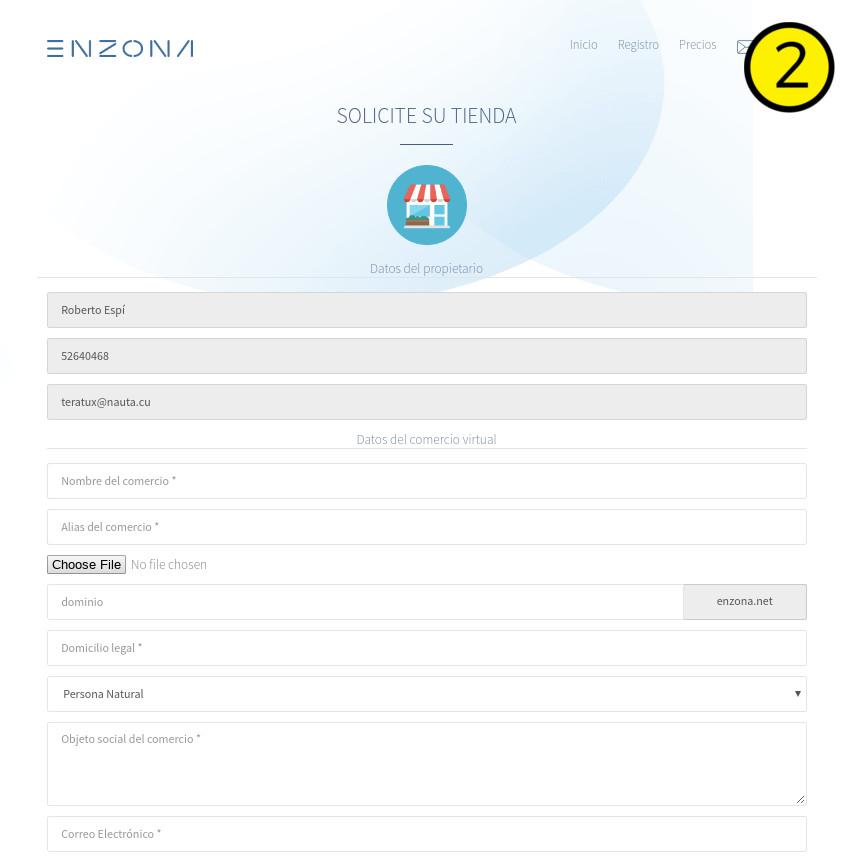 ENZONA
Inicio Registro Precios
2
SOLICITE SU TIENDA
Datos del propietario
Roberto Espí
52640468
teratux@nauta.cu
Datos del comercio virtual
Nombre del comercio *
Alias del comercio *
Choose File No file chosen
dominio enzona.net
Domicilio legal *
Persona Natural
Objeto social del comercio *
Correo Electrónico *